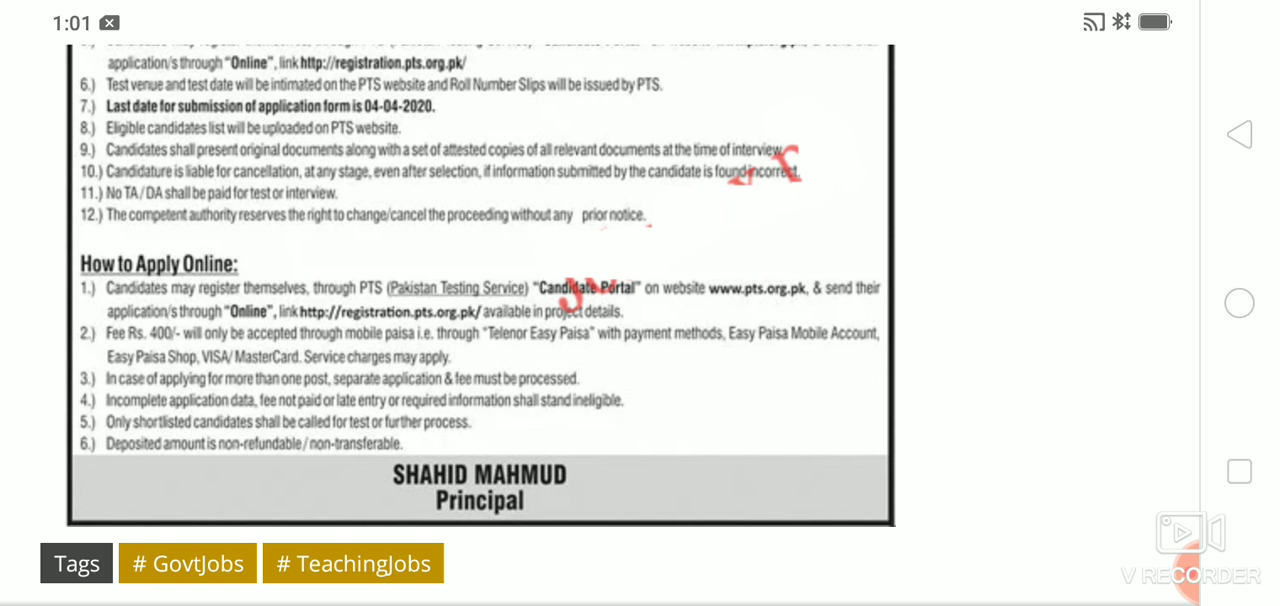 1:01
application/s through "Online", link http://registration.pts.org.pk/
6.) Test venue and test date will be intimated on the PTS website and Roll Number Slips will be issued by PTS.
7.) Last date for submission of application form is 04-04-2020.
8.) Eligible candidates list will be uploaded on PTS website.
9.) Candidates shall present original documents along with a set of attested copies of all relevant documents at the time of interview
10.) Candidature is liable for cancellation, at any stage, even after selection, if information submitted by the candidate is found incorrect.
11.) No TA/DA shall be paid for test or interview.
12.) The competent authority reserves the right to change/cancel the proceeding without any prior notice.
How to Apply Online:
1.) Candidates may register themselves, through PTS (Pakistan Testing Service) "Candidate Portal" on website www.pts.org.pk, & send their
application/s through "Online", link http://registration.pts.org.pk/ available in project details.
2.) Fee Rs. 400/- will only be accepted through mobile paisa i.e. through "Telenor Easy Paisa" with payment methods, Easy Paisa Mobile Account,
Easy Paisa Shop, VISA/ MasterCard. Service charges may apply.
3.) In case of applying for more than one post, separate application & fee must be processed.
4.) Incomplete application data, fee not paid or late entry or required information shall stand ineligible.
5.) Only shortlisted candidates shall be called for test or further process.
6.) Deposited amount is non-refundable/ non-transferable.
SHAHID MAHMUD
Principal
Tags # GovtJobs # TeachingJobs
V RECORDER